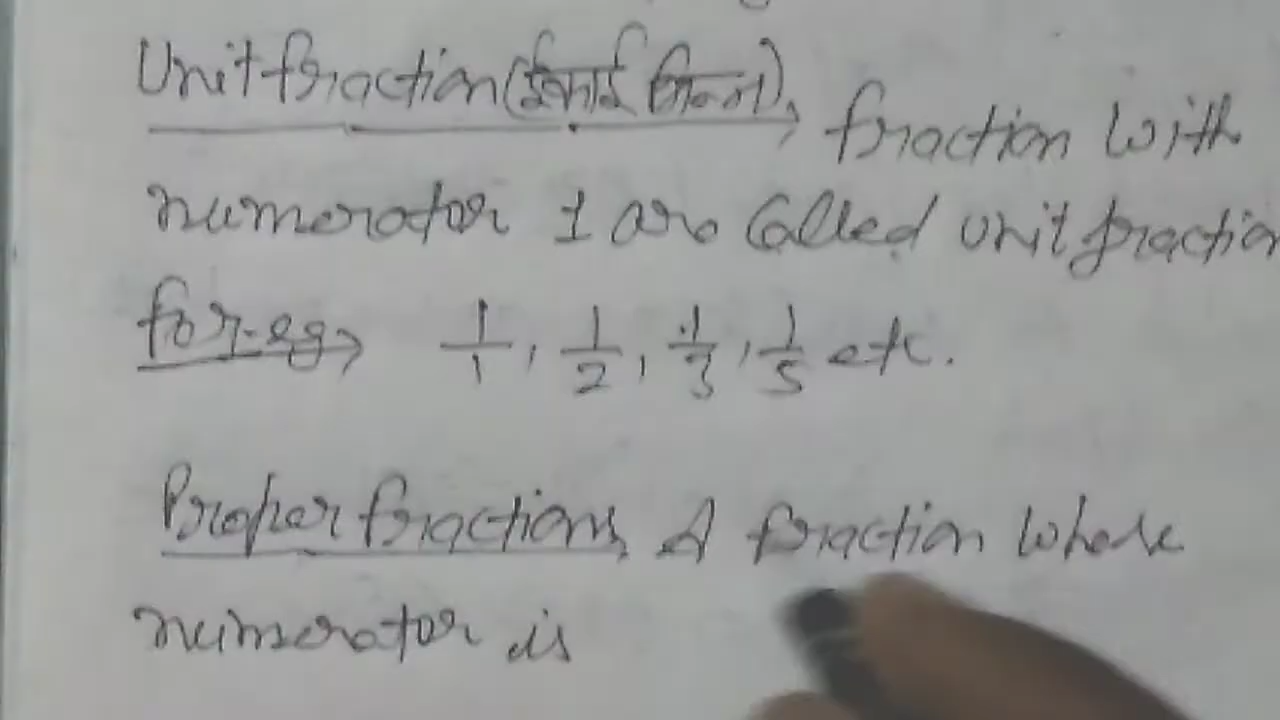 Unit fraction (इकाई भिन्न) → fraction with
numerator 1 are called unit fraction
for-eg → 1/1, 1/2, 1/3, 1/5 etc.
Proper fraction → A fraction whose
numerator is